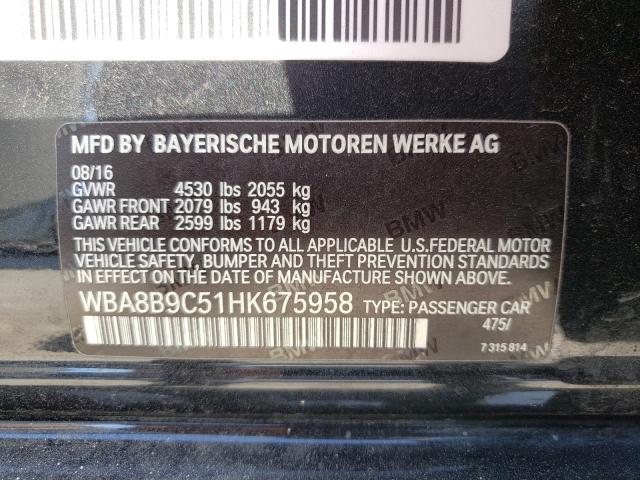 MFD BY BAYERISCHE MOTOREN WERKE AG
08/16
GVWR 4530 lbs 2055 kg
GAWR FRONT 2079 lbs 943 kg
GAWR REAR 2599 lbs 1179 kg
THIS VEHICLE CONFORMS TO ALL APPLICABLE U.S.FEDERAL MOTOR
VEHICLE SAFETY, BUMPER AND THEFT PREVENTION STANDARDS
IN EFFECT ON THE DATE OF MANUFACTURE SHOWN ABOVE.
WBA8B9C51HK675958 TYPE: PASSENGER CAR
475/
7 315 814